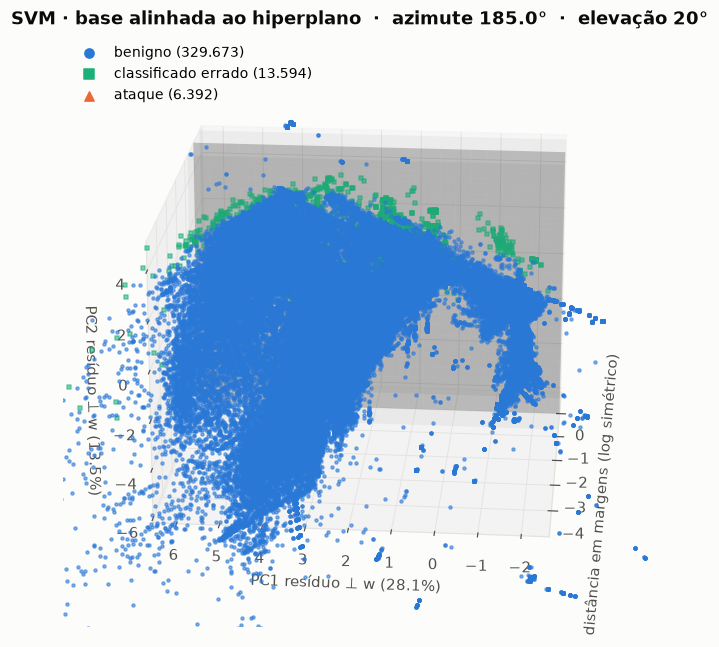 SVM · base alinhada ao hiperplano · azimute 185.0° · elevação 20°
benigno (329.673)
classificado errado (13.594)
ataque (6.392)
4
2
0
−2
−4
−6
PC2 resíduo ⊥ w (13.5%)
6
5
4
3
2
1
0
−1
−2
PC1 resíduo ⊥ w (28.1%)
0
−1
−2
−3
−4
distância em margens (log simétrico)